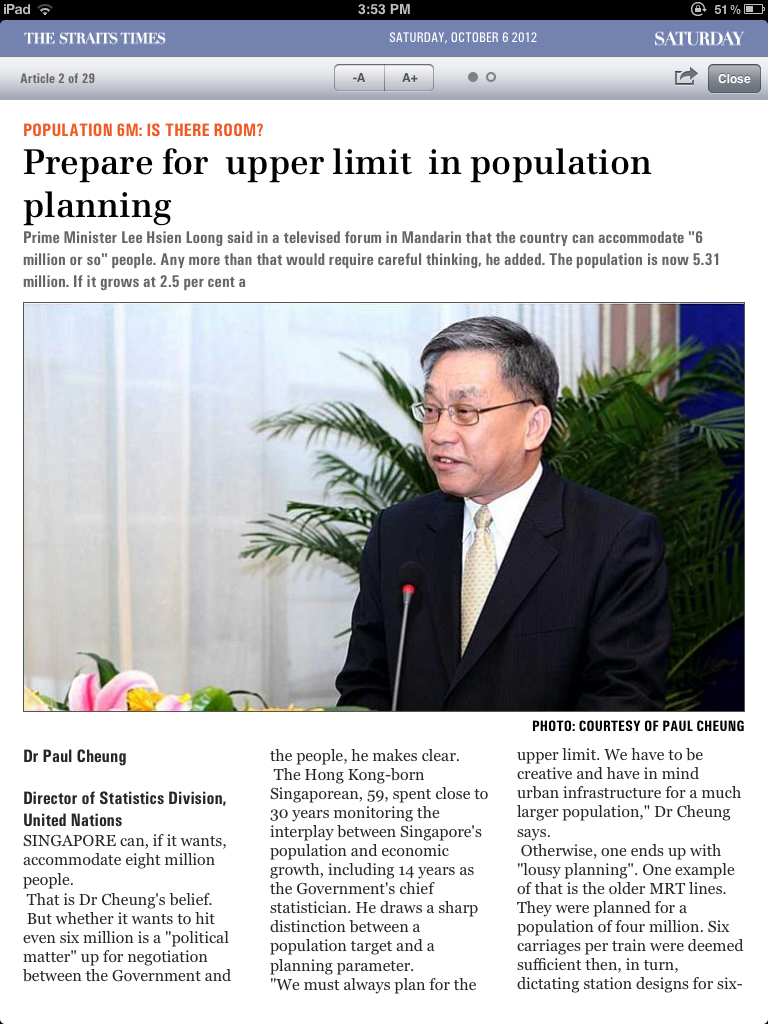 iPad 3:53 PM 51 %
THE STRAITS TIMES SATURDAY, OCTOBER 6 2012 SATURDAY
Article 2 of 29 -A A+ Close
POPULATION 6M: IS THERE ROOM?
Prepare for upper limit in population
planning
Prime Minister Lee Hsien Loong said in a televised forum in Mandarin that the country can accommodate "6
million or so" people. Any more than that would require careful thinking, he added. The population is now 5.31
million. If it grows at 2.5 per cent a
PHOTO: COURTESY OF PAUL CHEUNG
Dr Paul Cheung
Director of Statistics Division,
United Nations
SINGAPORE can, if it wants,
accommodate eight million
people.
That is Dr Cheung's belief.
But whether it wants to hit
even six million is a "political
matter" up for negotiation
between the Government and
the people, he makes clear.
The Hong Kong-born
Singaporean, 59, spent close to
30 years monitoring the
interplay between Singapore's
population and economic
growth, including 14 years as
the Government's chief
statistician. He draws a sharp
distinction between a
population target and a
planning parameter.
"We must always plan for the
upper limit. We have to be
creative and have in mind
urban infrastructure for a much
larger population," Dr Cheung
says.
Otherwise, one ends up with
"lousy planning". One example
of that is the older MRT lines.
They were planned for a
population of four million. Six
carriages per train were deemed
sufficient then, in turn,
dictating station designs for six-